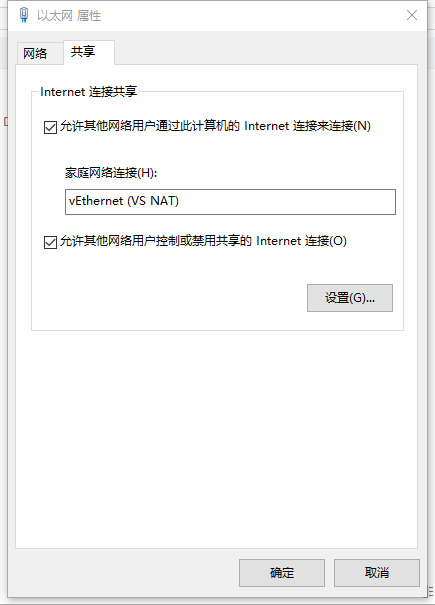 以太网 属性
网络
共享
Internet 连接共享
允许其他网络用户通过此计算机的 Internet 连接来连接(N)
家庭网络连接(H):
vEthernet (VS NAT)
允许其他网络用户控制或禁用共享的 Internet 连接(O)
设置(G)...
确定
取消